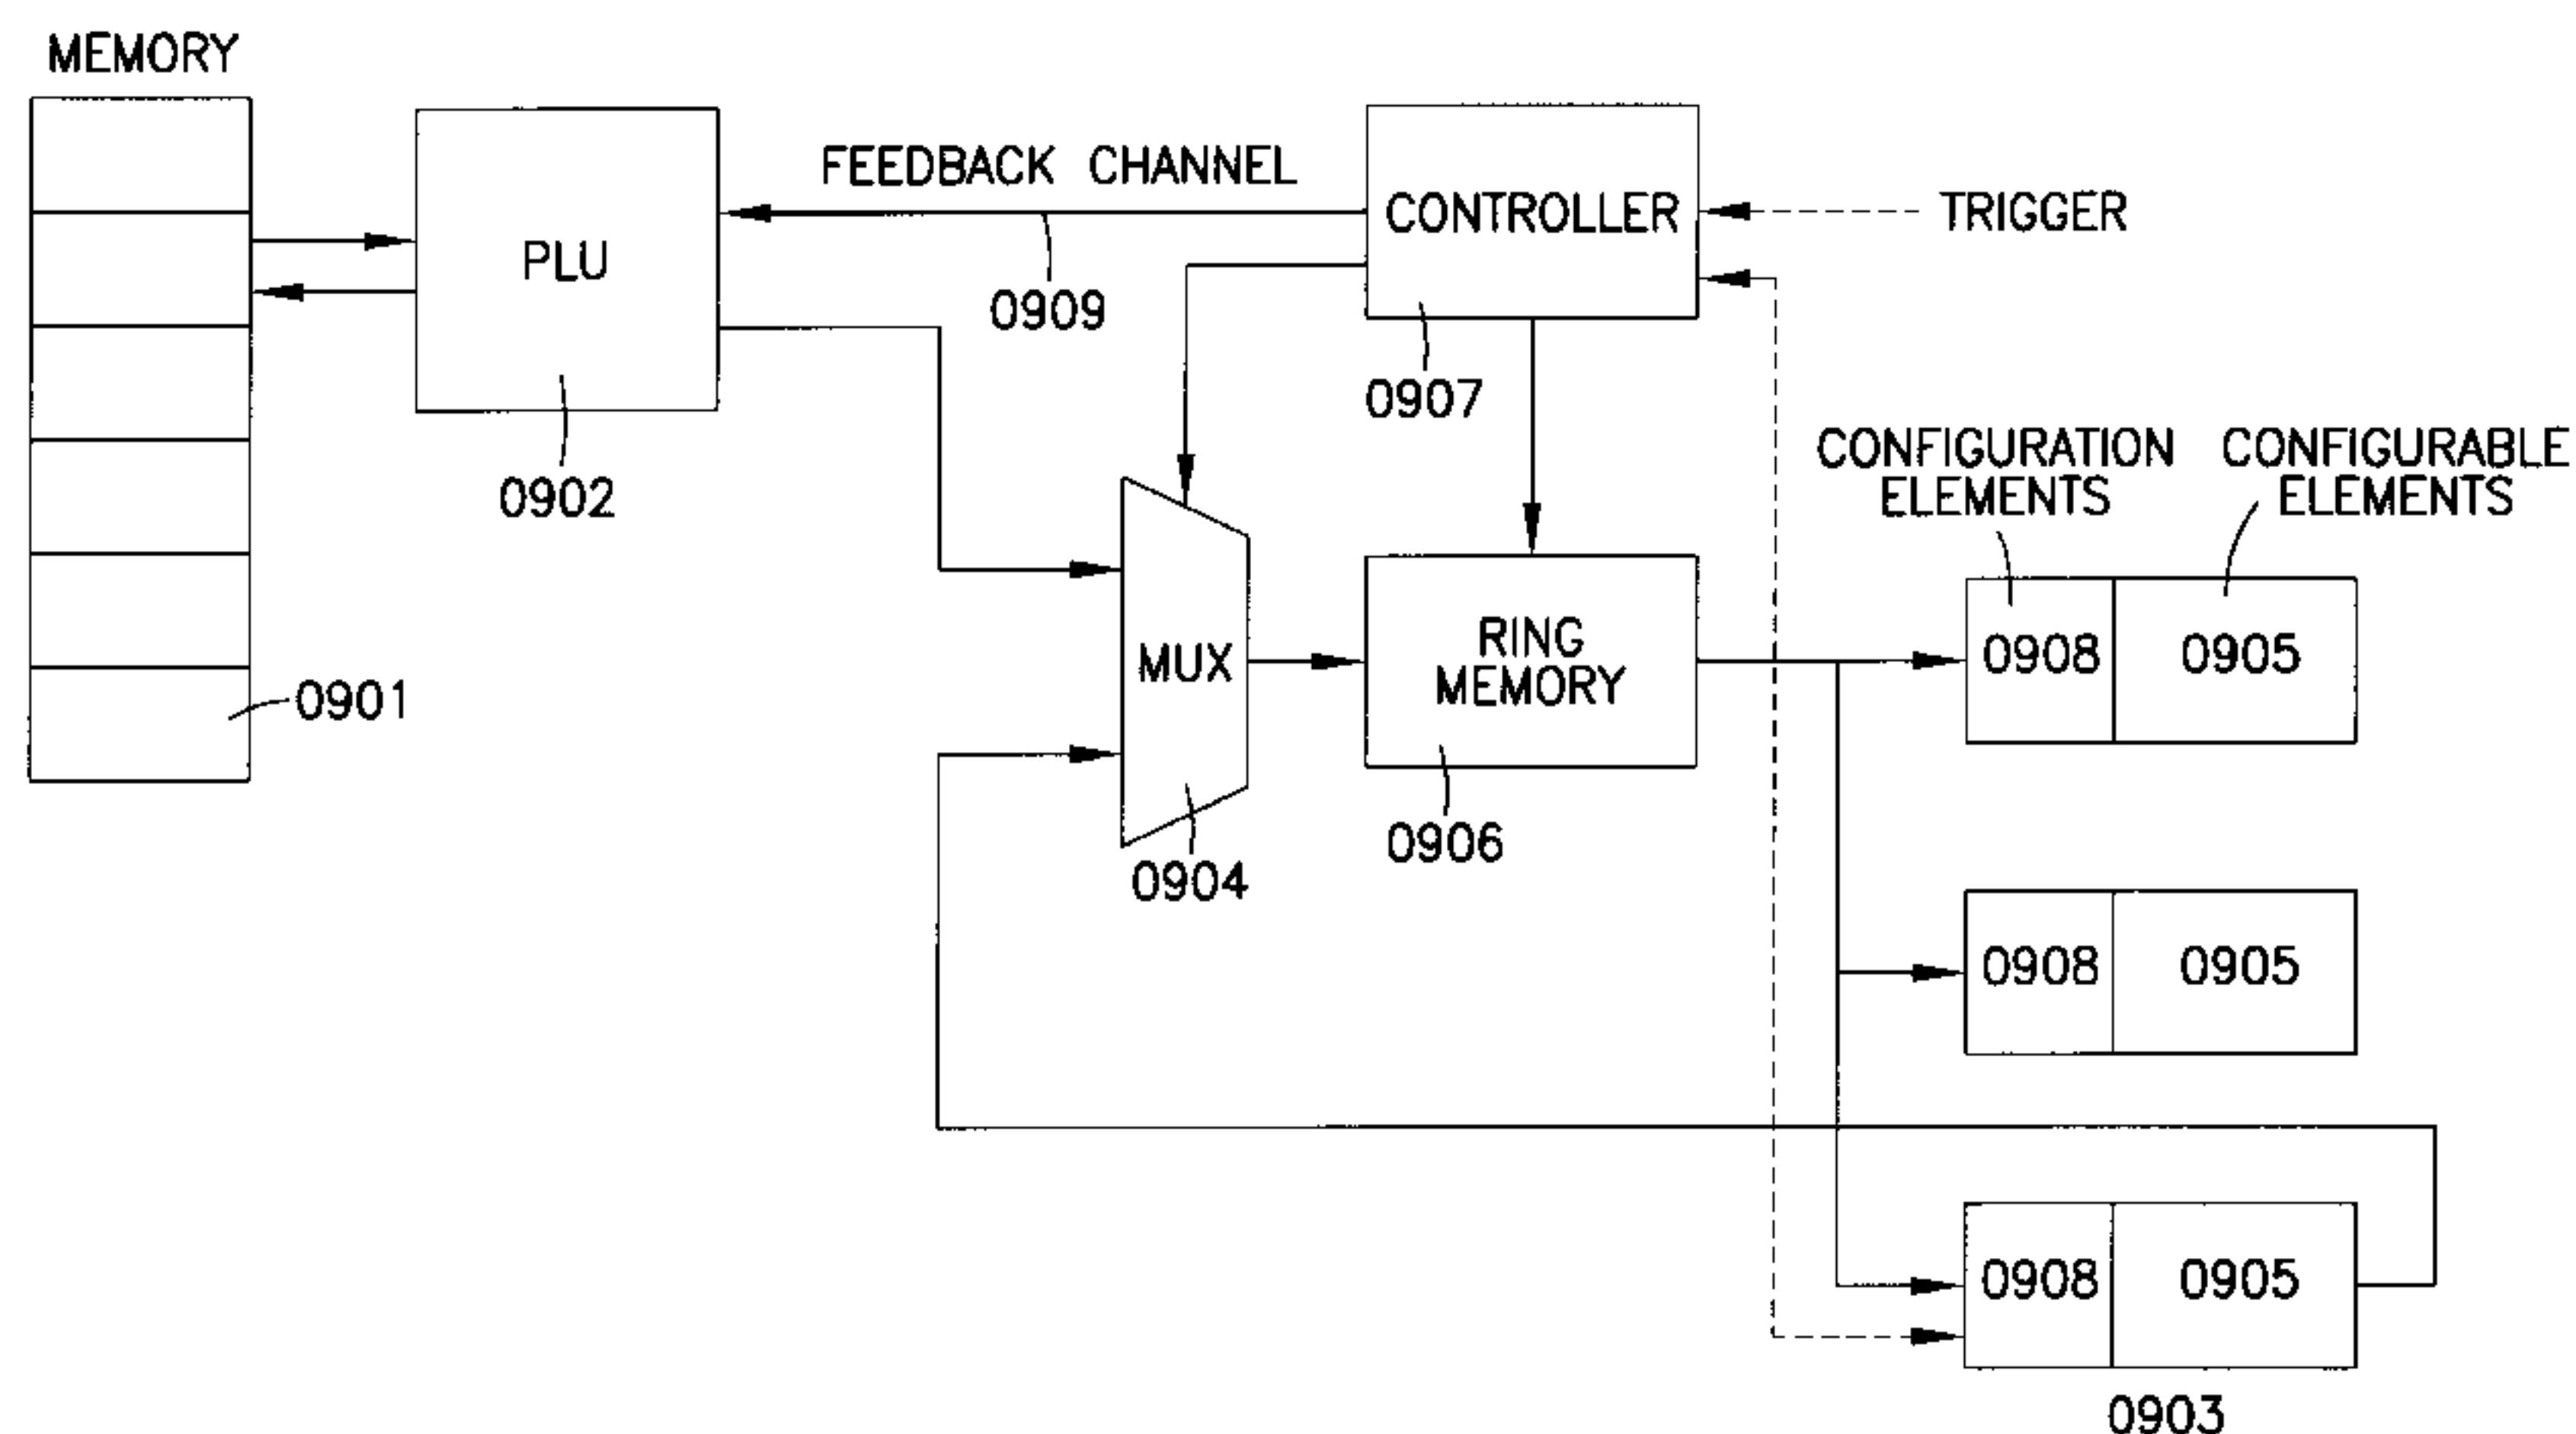 MEMORY
FEEDBACK CHANNEL
CONTROLLER
TRIGGER
PLU
0909
0907
0902
CONFIGURATION
ELEMENTS
CONFIGURABLE
ELEMENTS
0901
MUX
RING
MEMORY
0908
0905
0904
0906
0908
0905
0908
0905
0903